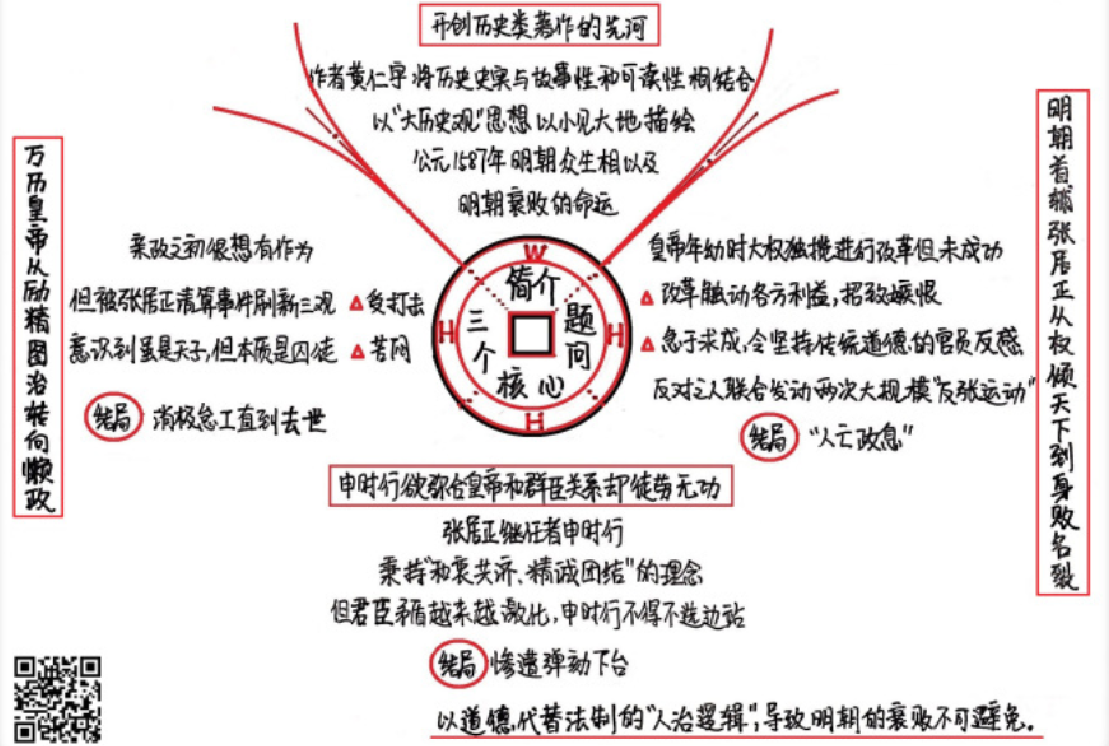 开创历史类著作的先河
作者黄仁宇将历史史实与故事性和可读性相结合
以“大历史观”思想以小见大地描绘
公元1587年明朝众生相以及
明朝衰败的命运
万历皇帝从励精图治转向懒政
亲政之初很想有作为
但被张居正清算事件刷新三观 △受打击
意识到虽是天子,但本质是囚徒 △苦闷
结局 消极怠工直到去世
W
H
H
H
简介
三个核心问题
明朝首辅张居正从权倾天下到身败名裂
皇帝年幼时大权独揽进行改革但未成功
△改革触动各方利益,招致嫉恨
△急于求成,令坚持传统道德的官员反感
反对之人联合发动两次大规模“反张运动”
结局 “人亡政息”
申时行欲弥合皇帝和群臣关系却徒劳无功
张居正继任者申时行
秉持“和衷共济、精诚团结”的理念
但君臣矛盾越来越激化,申时行不得不选边站
结局 惨遭弹劾下台
以道德代替法制的“人治逻辑”,导致明朝的衰败不可避免.